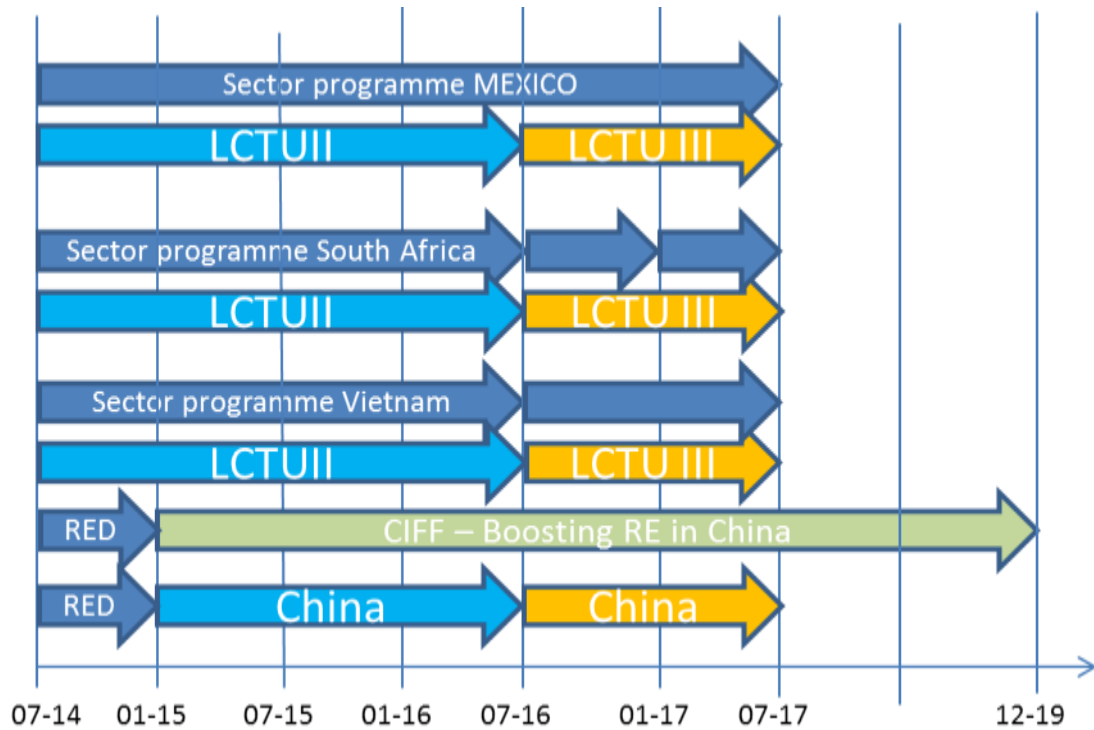 Sector programme MEXICO
LCTUII
LCTU III
Sector programme South Africa
LCTUII
LCTU III
Sector programme Vietnam
LCTUII
LCTU III
RED
CIFF – Boosting RE in China
RED
China
China
07-14 01-15 07-15 01-16 07-16 01-17 07-17 12-19